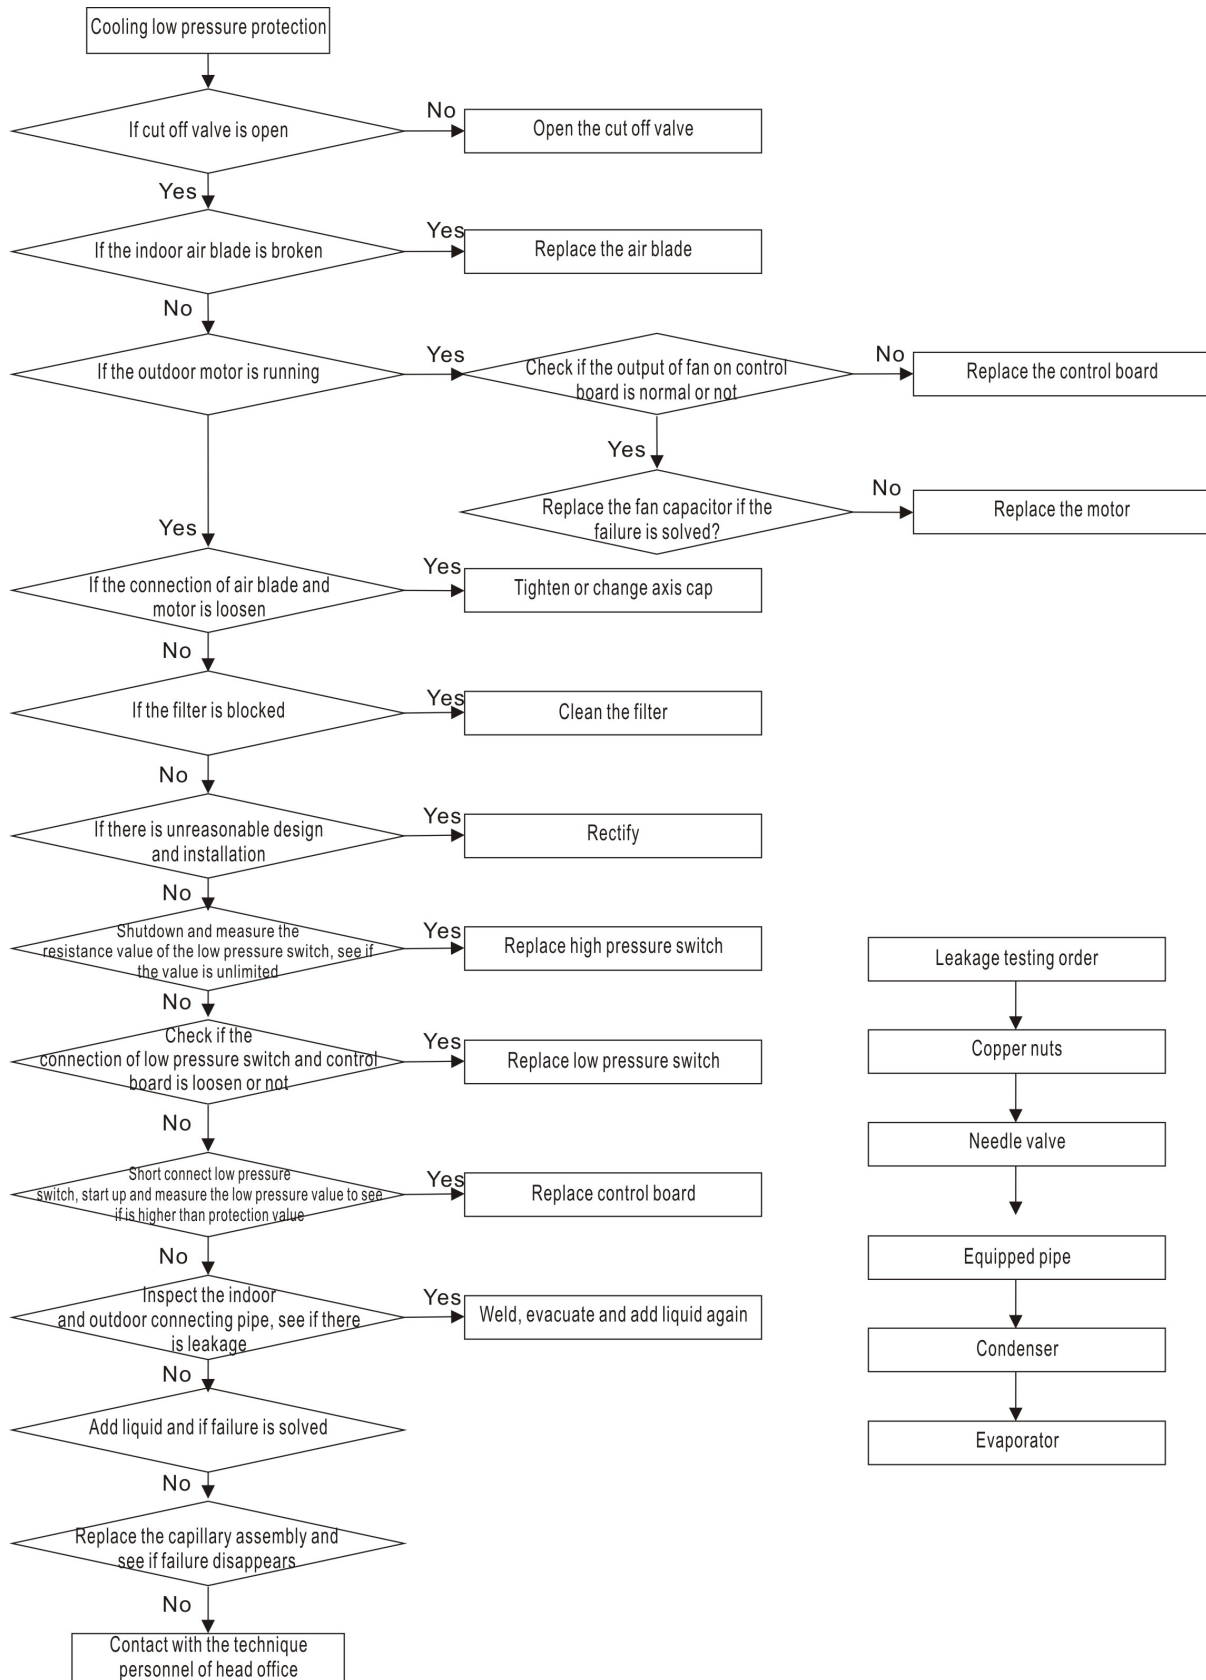 Cooling low pressure protection
If cut off valve is open
No
Open the cut off valve
Yes
If the indoor air blade is broken
Yes
Replace the air blade
No
If the outdoor motor is running
Yes
Check if the output of fan on control
board is normal or not
No
Replace the control board
Yes
Replace the fan capacitor if the
failure is solved?
No
Replace the motor
Yes
If the connection of air blade and
motor is loosen
Yes
Tighten or change axis cap
No
If the filter is blocked
Yes
Clean the filter
No
If there is unreasonable design
and installation
Yes
Rectify
No
Shutdown and measure the
resistance value of the low pressure switch, see if
the value is unlimited
Yes
Replace high pressure switch
No
Check if the
connection of low pressure switch and control
board is loosen or not
Yes
Replace low pressure switch
No
Short connect low pressure
switch, start up and measure the low pressure value to see
if is higher than protection value
Yes
Replace control board
No
Inspect the indoor
and outdoor connecting pipe, see if there
is leakage
Yes
Weld, evacuate and add liquid again
No
Add liquid and if failure is solved
No
Replace the capillary assembly and
see if failure disappears
No
Contact with the technique
personnel of head office
Leakage testing order
Copper nuts
Needle valve
Equipped pipe
Condenser
Evaporator